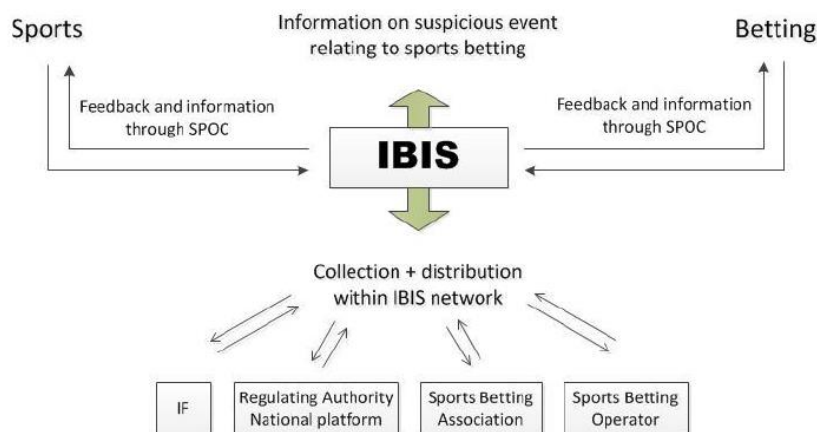 Sports
Information on suspicious event
relating to sports betting
Betting
Feedback and information
through SPOC
IBIS
Feedback and information
through SPOC
Collection + distribution
within IBIS network
IF
Regulating Authority
National platform
Sports Betting
Association
Sports Betting
Operator